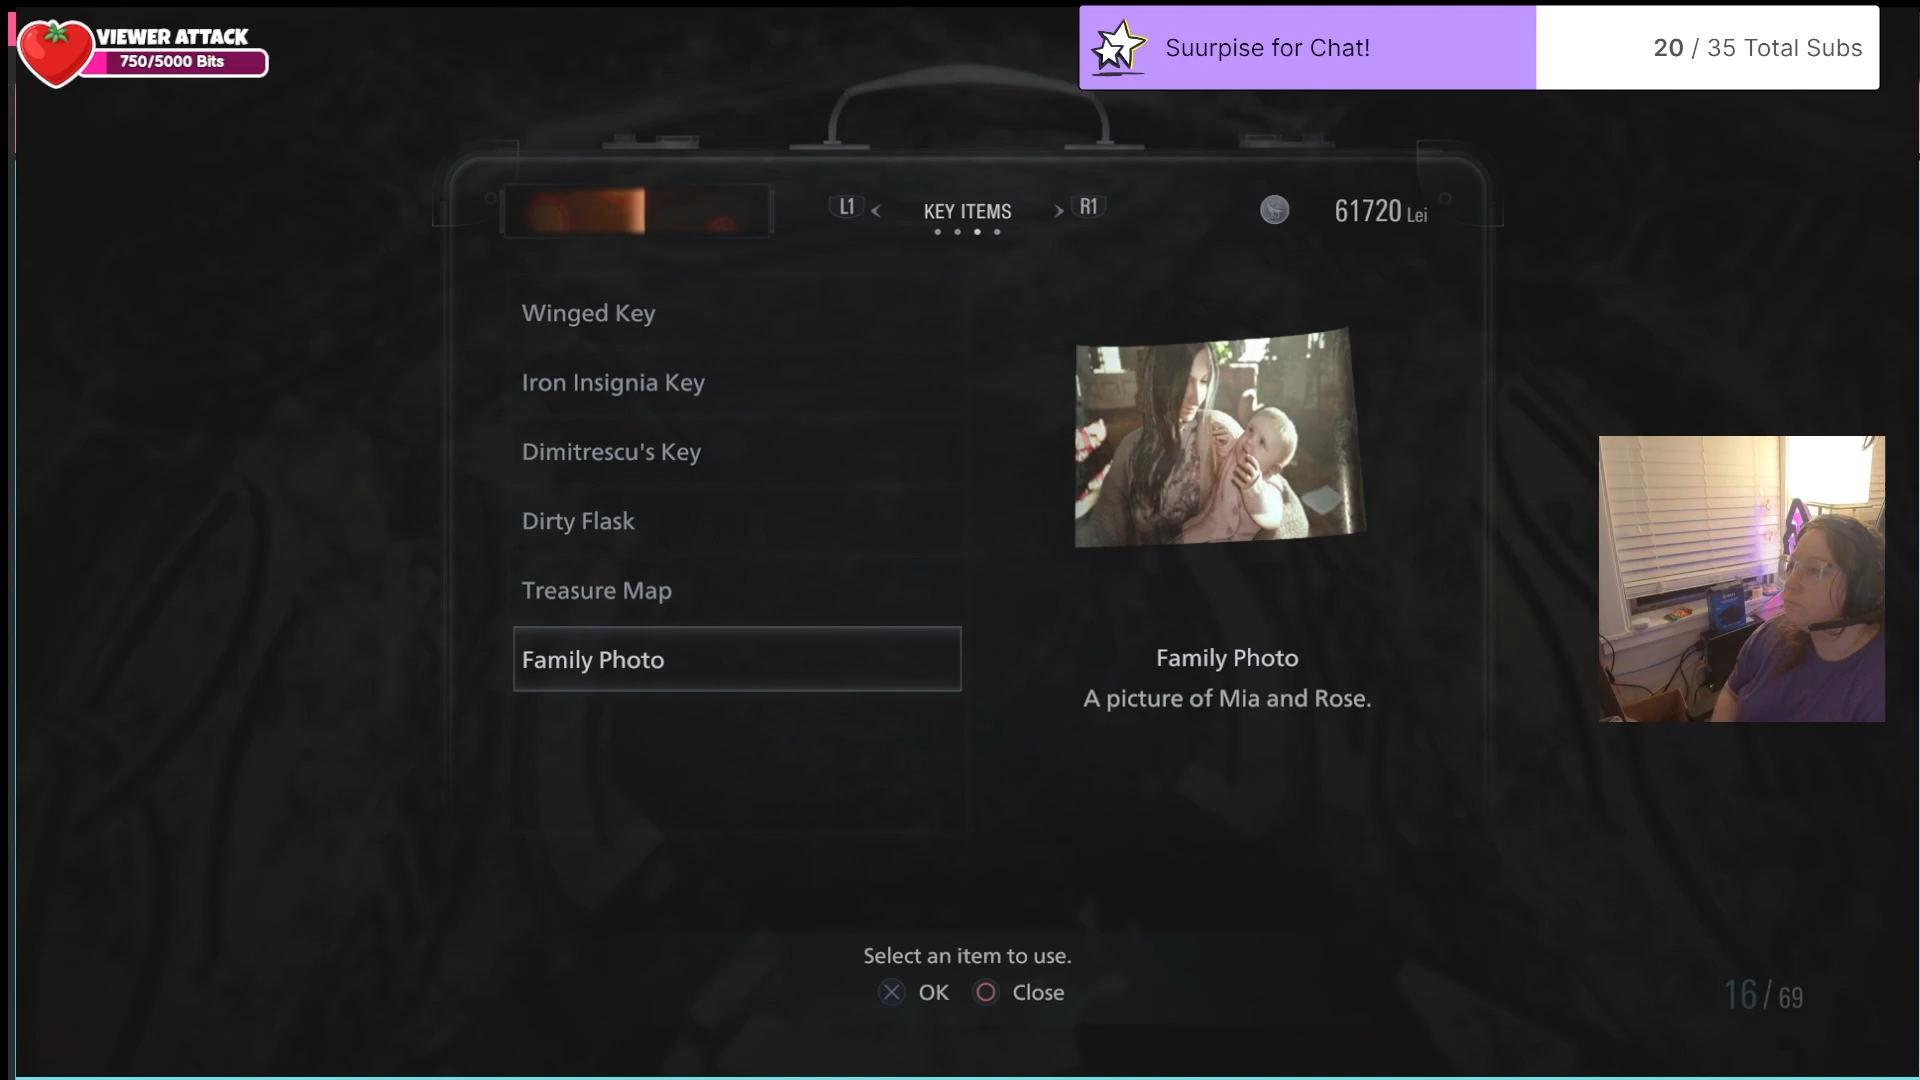 VIEWER ATTACK
750/5000 Bits
Suurpise for Chat!
20 / 35 Total Subs
L1 < KEY ITEMS > R1
61720 Lei
Winged Key
Iron Insignia Key
Dimitrescu's Key
Dirty Flask
Treasure Map
Family Photo
Family Photo
A picture of Mia and Rose.
Select an item to use.
OK Close
16/69